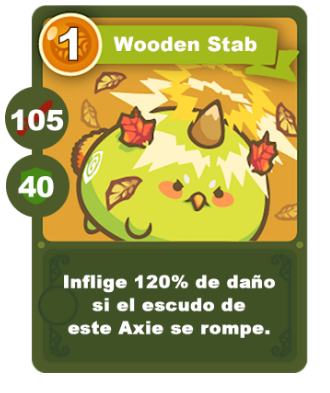 1
Wooden Stab
105
40
Inflige 120% de daño
si el escudo de
este Axie se rompe.